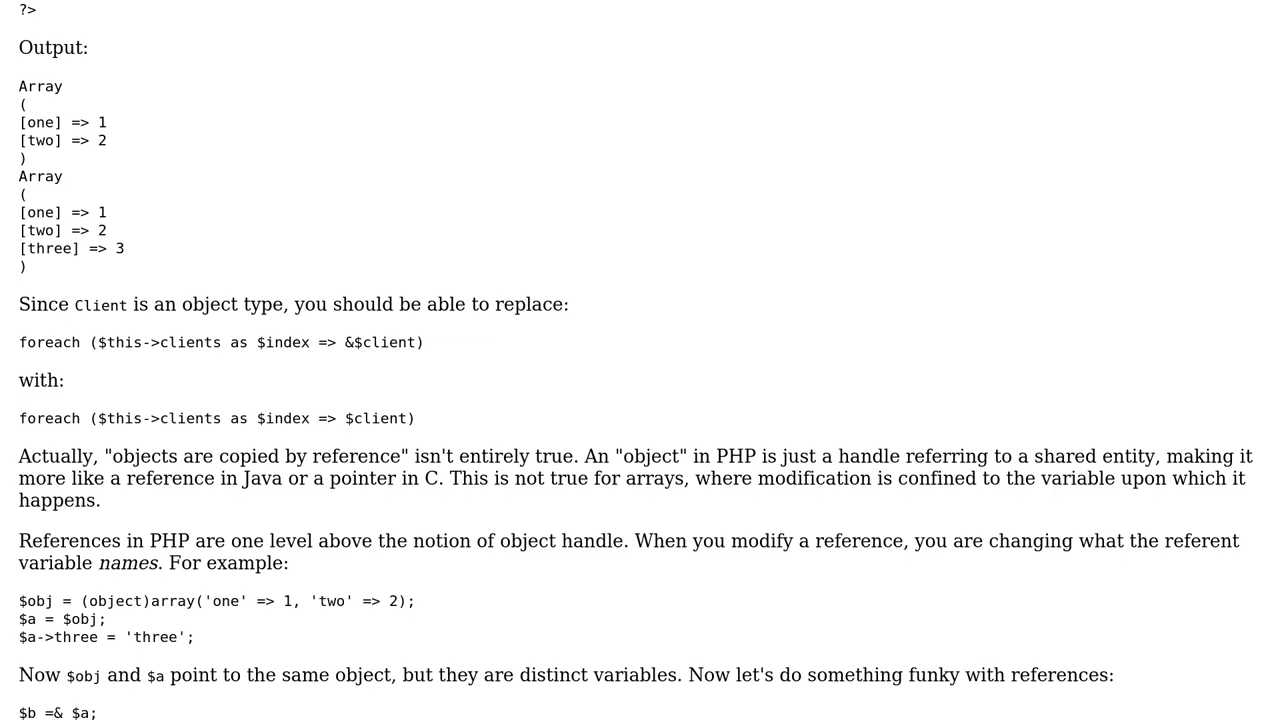 ?>
Output:
Array
(
[one] => 1
[two] => 2
)
Array
(
[one] => 1
[two] => 2
[three] => 3
)
Since Client is an object type, you should be able to replace:
foreach ($this->clients as $index => &$client)
with:
foreach ($this->clients as $index => $client)
Actually, "objects are copied by reference" isn't entirely true. An "object" in PHP is just a handle referring to a shared entity, making it
more like a reference in Java or a pointer in C. This is not true for arrays, where modification is confined to the variable upon which it
happens.
References in PHP are one level above the notion of object handle. When you modify a reference, you are changing what the referent
variable names. For example:
$obj = (object)array('one' => 1, 'two' => 2);
$a = $obj;
$a->three = 'three';
Now $obj and $a point to the same object, but they are distinct variables. Now let's do something funky with references:
$b =& $a;